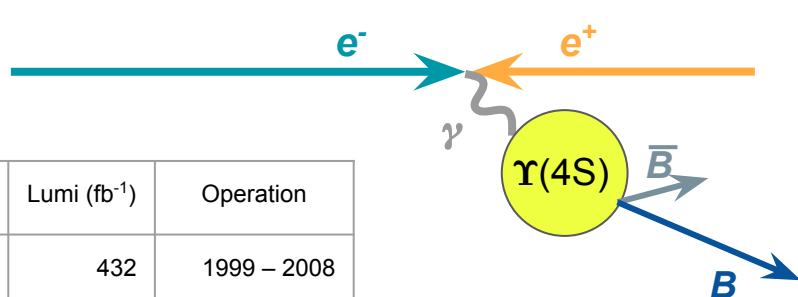 e⁻
e⁺
γ
ϒ(4S)
B̅
B
Lumi (fb⁻¹) Operation
432 1999 – 2008